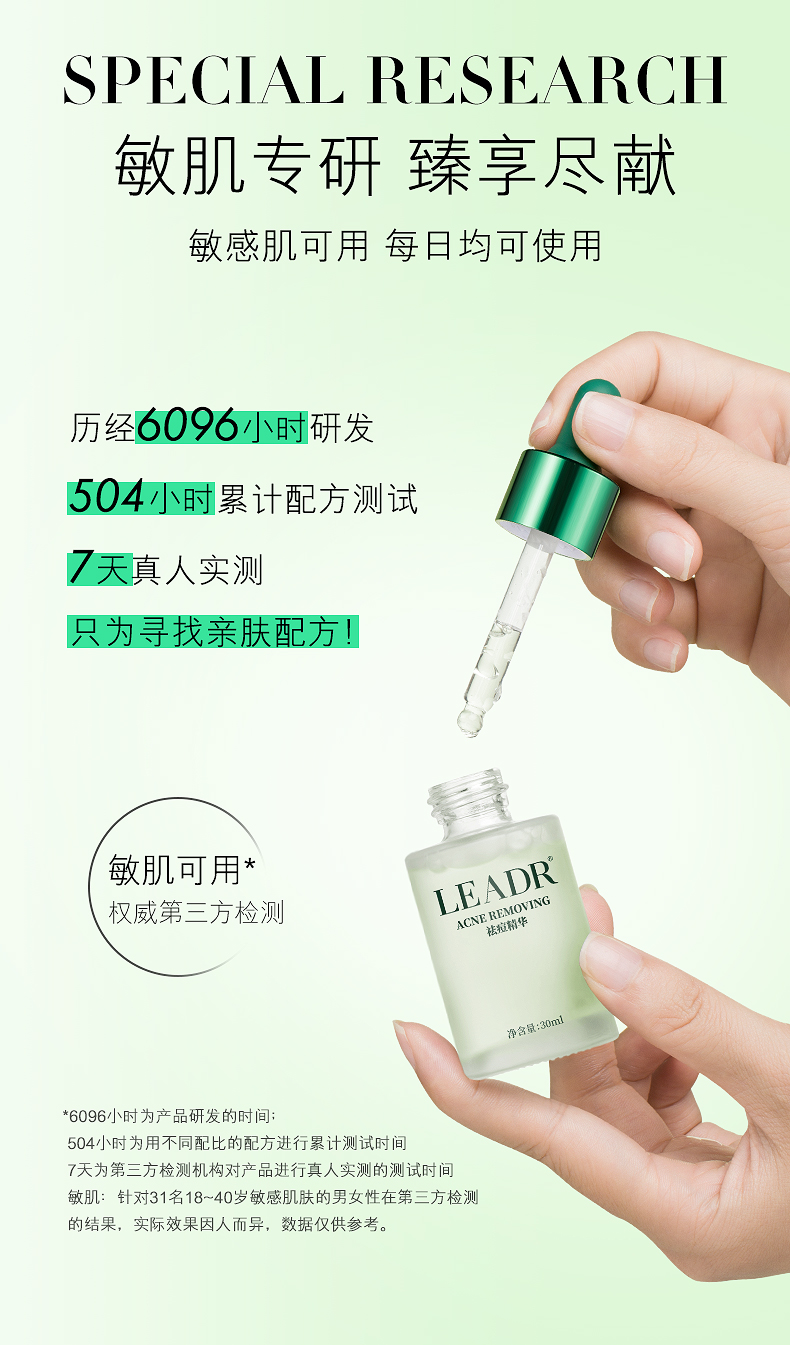 SPECIAL RESEARCH
敏肌专研 臻享尽献
敏感肌可用 每日均可使用
历经6096小时研发
504小时累计配方测试
7天真人实测
只为寻找亲肤配方!
敏肌可用*
权威第三方检测
LEADR®
ACNE REMOVING
祛痘精华
净含量:30ml
*6096小时为产品研发的时间;
504小时为用不同配比的配方进行累计测试时间
7天为第三方检测机构对产品进行真人实测的测试时间
敏肌: 针对31名18~40岁敏感肌肤的男女性在第三方检测
的结果, 实际效果因人而异, 数据仅供参考。